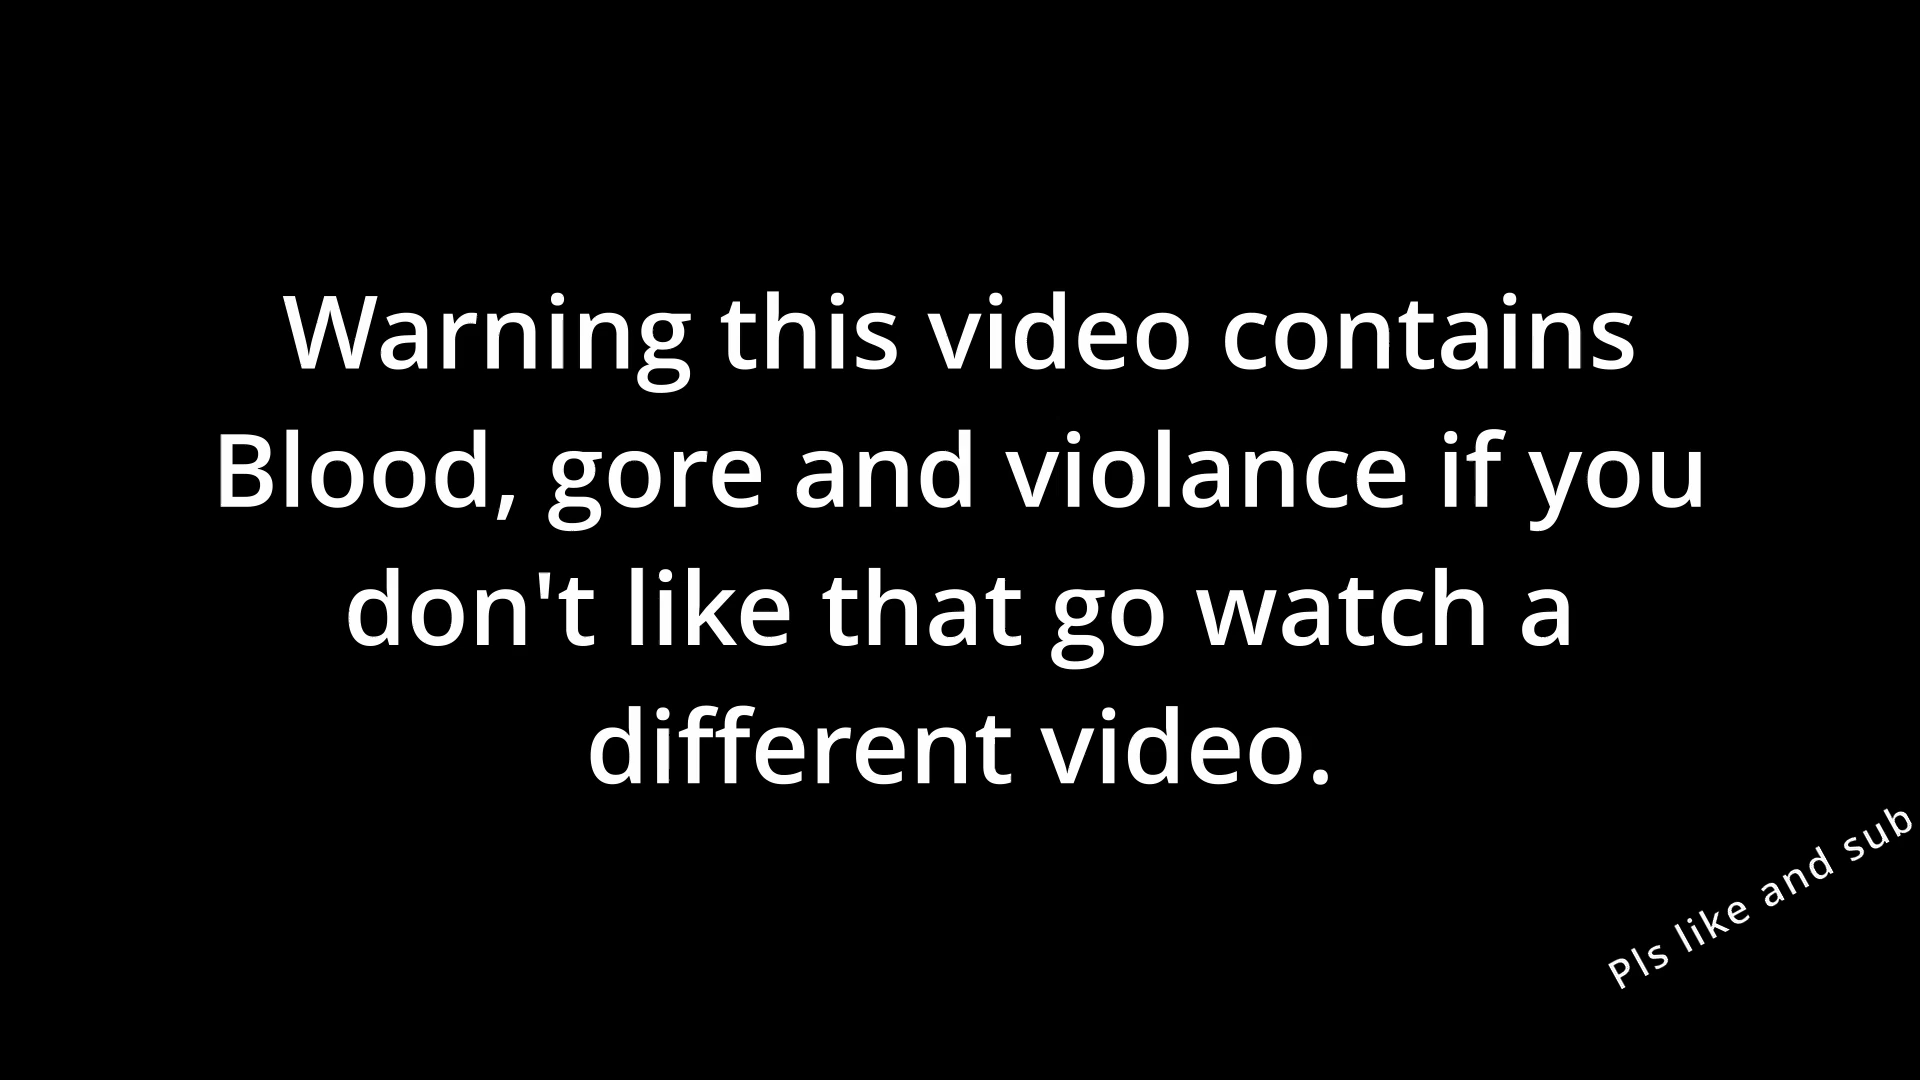 Warning this video contains
Blood, gore and violance if you
don't like that go watch a
different video.
Pls like and sub